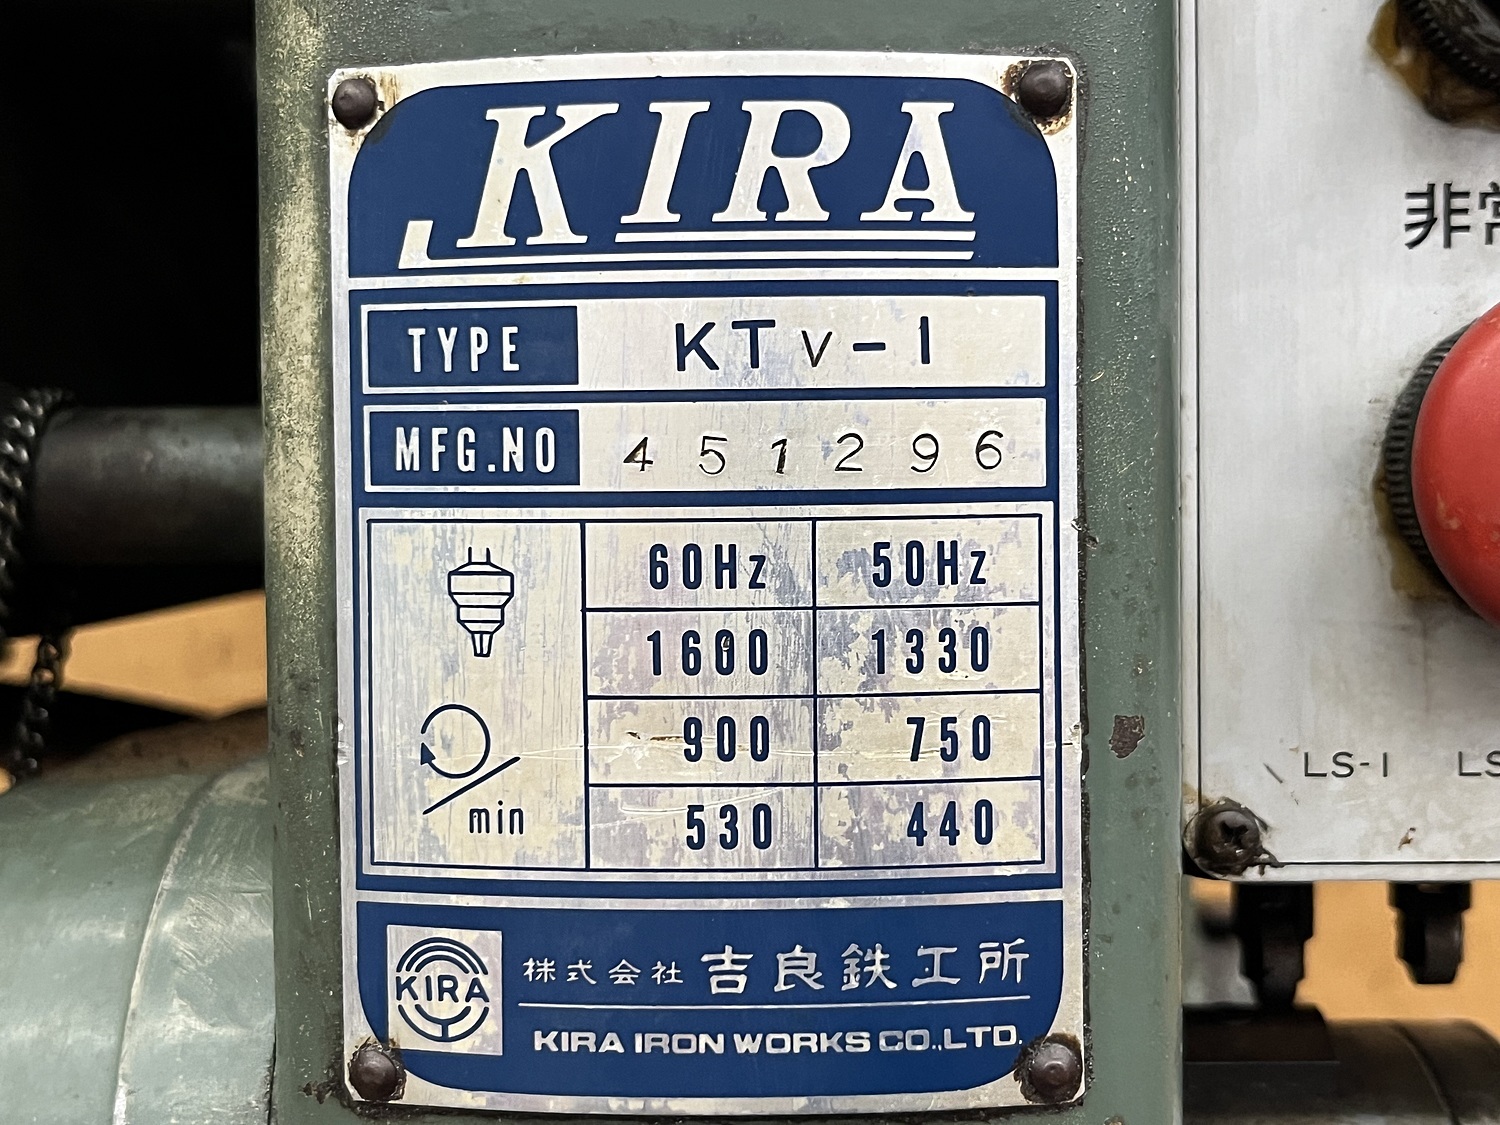 KIRA
TYPE KTV-1
MFG.NO 451296
60Hz 50Hz
1600 1330
900 750
530 440
min
KIRA
株式会社 吉良鉄工所
KIRA IRON WORKS CO.,LTD.
非常
LS-1 LS